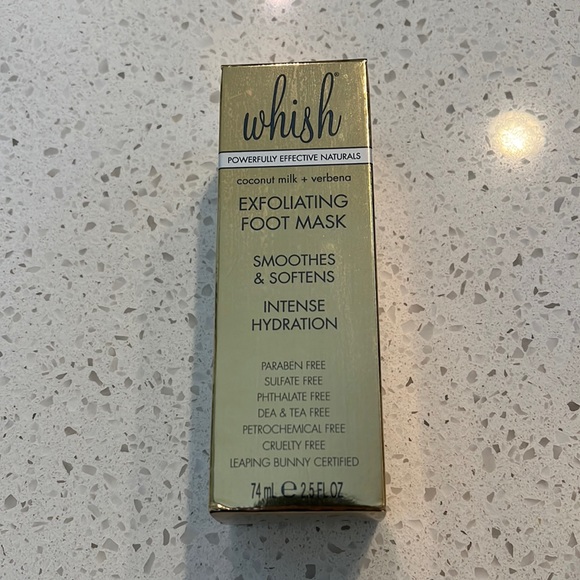 whish
POWERFULLY EFFECTIVE NATURALS
coconut milk + verbena
EXFOLIATING
FOOT MASK
SMOOTHES
& SOFTENS
INTENSE
HYDRATION
PARABEN FREE
SULFATE FREE
PHTHALATE FREE
DEA & TEA FREE
PETROCHEMICAL FREE
CRUELTY FREE
LEAPING BUNNY CERTIFIED
74 mL ℮ 2.5 FL OZ